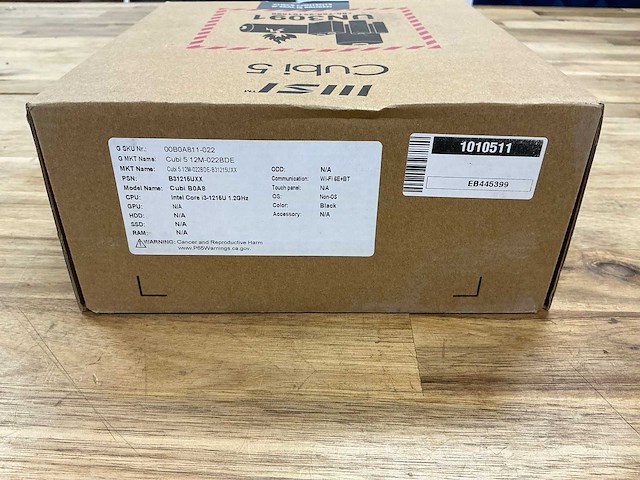 UN3091
Cubi 5
msi™
G SKU Nr.: 00B0A811-022
G MKT Name: Cubi 5 12M-022BDE
MKT Name: Cubi 5 12M-022BDE-B31215UXX
PSN: B31215UXX
Model Name: Cubi B0A8
CPU: Intel Core i3-1215U 1.2GHz
GPU: N/A
HDD: N/A
SSD: N/A
RAM: N/A
ODD: N/A
Communication: Wi-Fi 6E+BT
Touch panel: N/A
OS: Non-OS
Color: Black
Accessory: N/A
WARNING: Cancer and Reproductive Harm
www.P65Warnings.ca.gov
1010511
EB445399